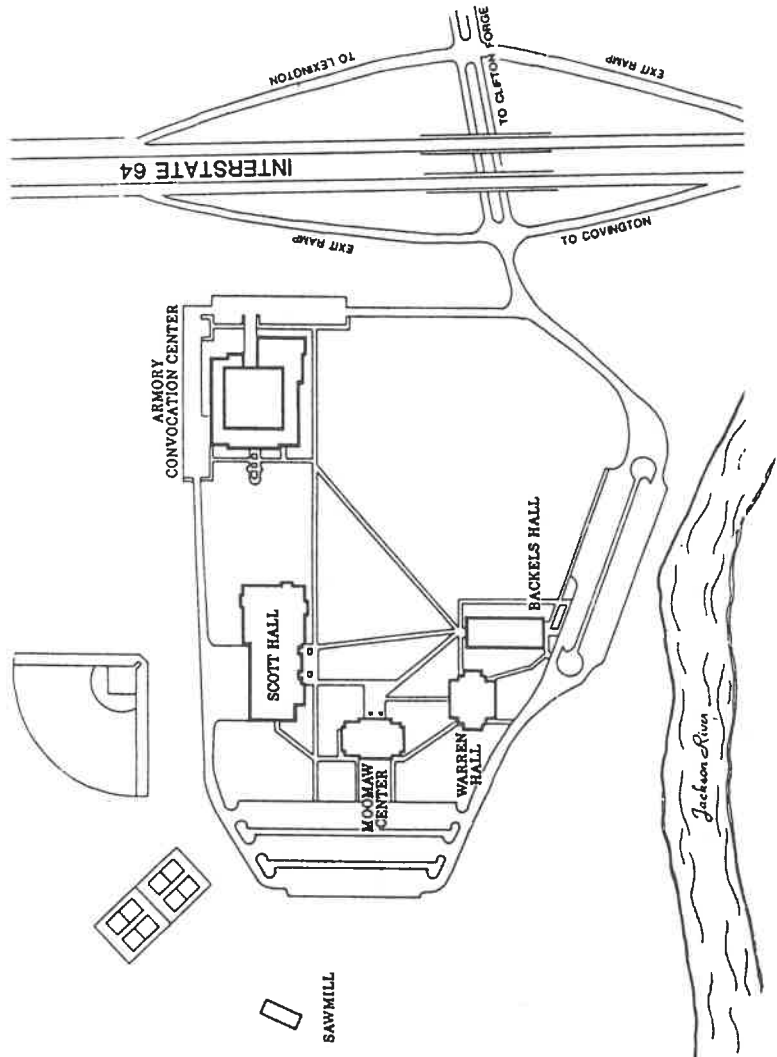 TO LEXINGTON
TO CLIFTON FORGE
EXIT RAMP
INTERSTATE 64
EXIT RAMP
TO COVINGTON
ARMORY
CONVOCATION CENTER
SCOTT HALL
BACKELS HALL
MOOMAW
CENTER
WARREN
HALL
Jackson River
SAWMILL